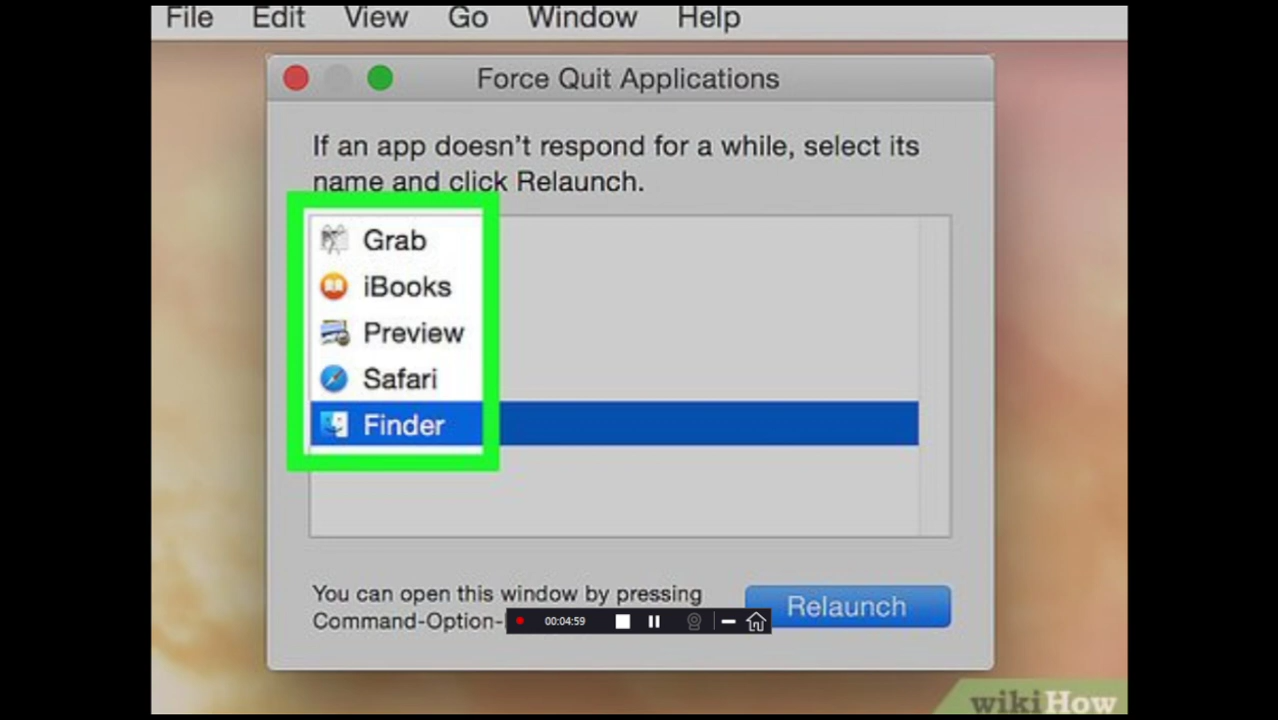 File Edit View Go Window Help
Force Quit Applications
If an app doesn't respond for a while, select its
name and click Relaunch.
Grab
iBooks
Preview
Safari
Finder
You can open this window by pressing
Command-Option-
Relaunch
00:04:59
wikiHow